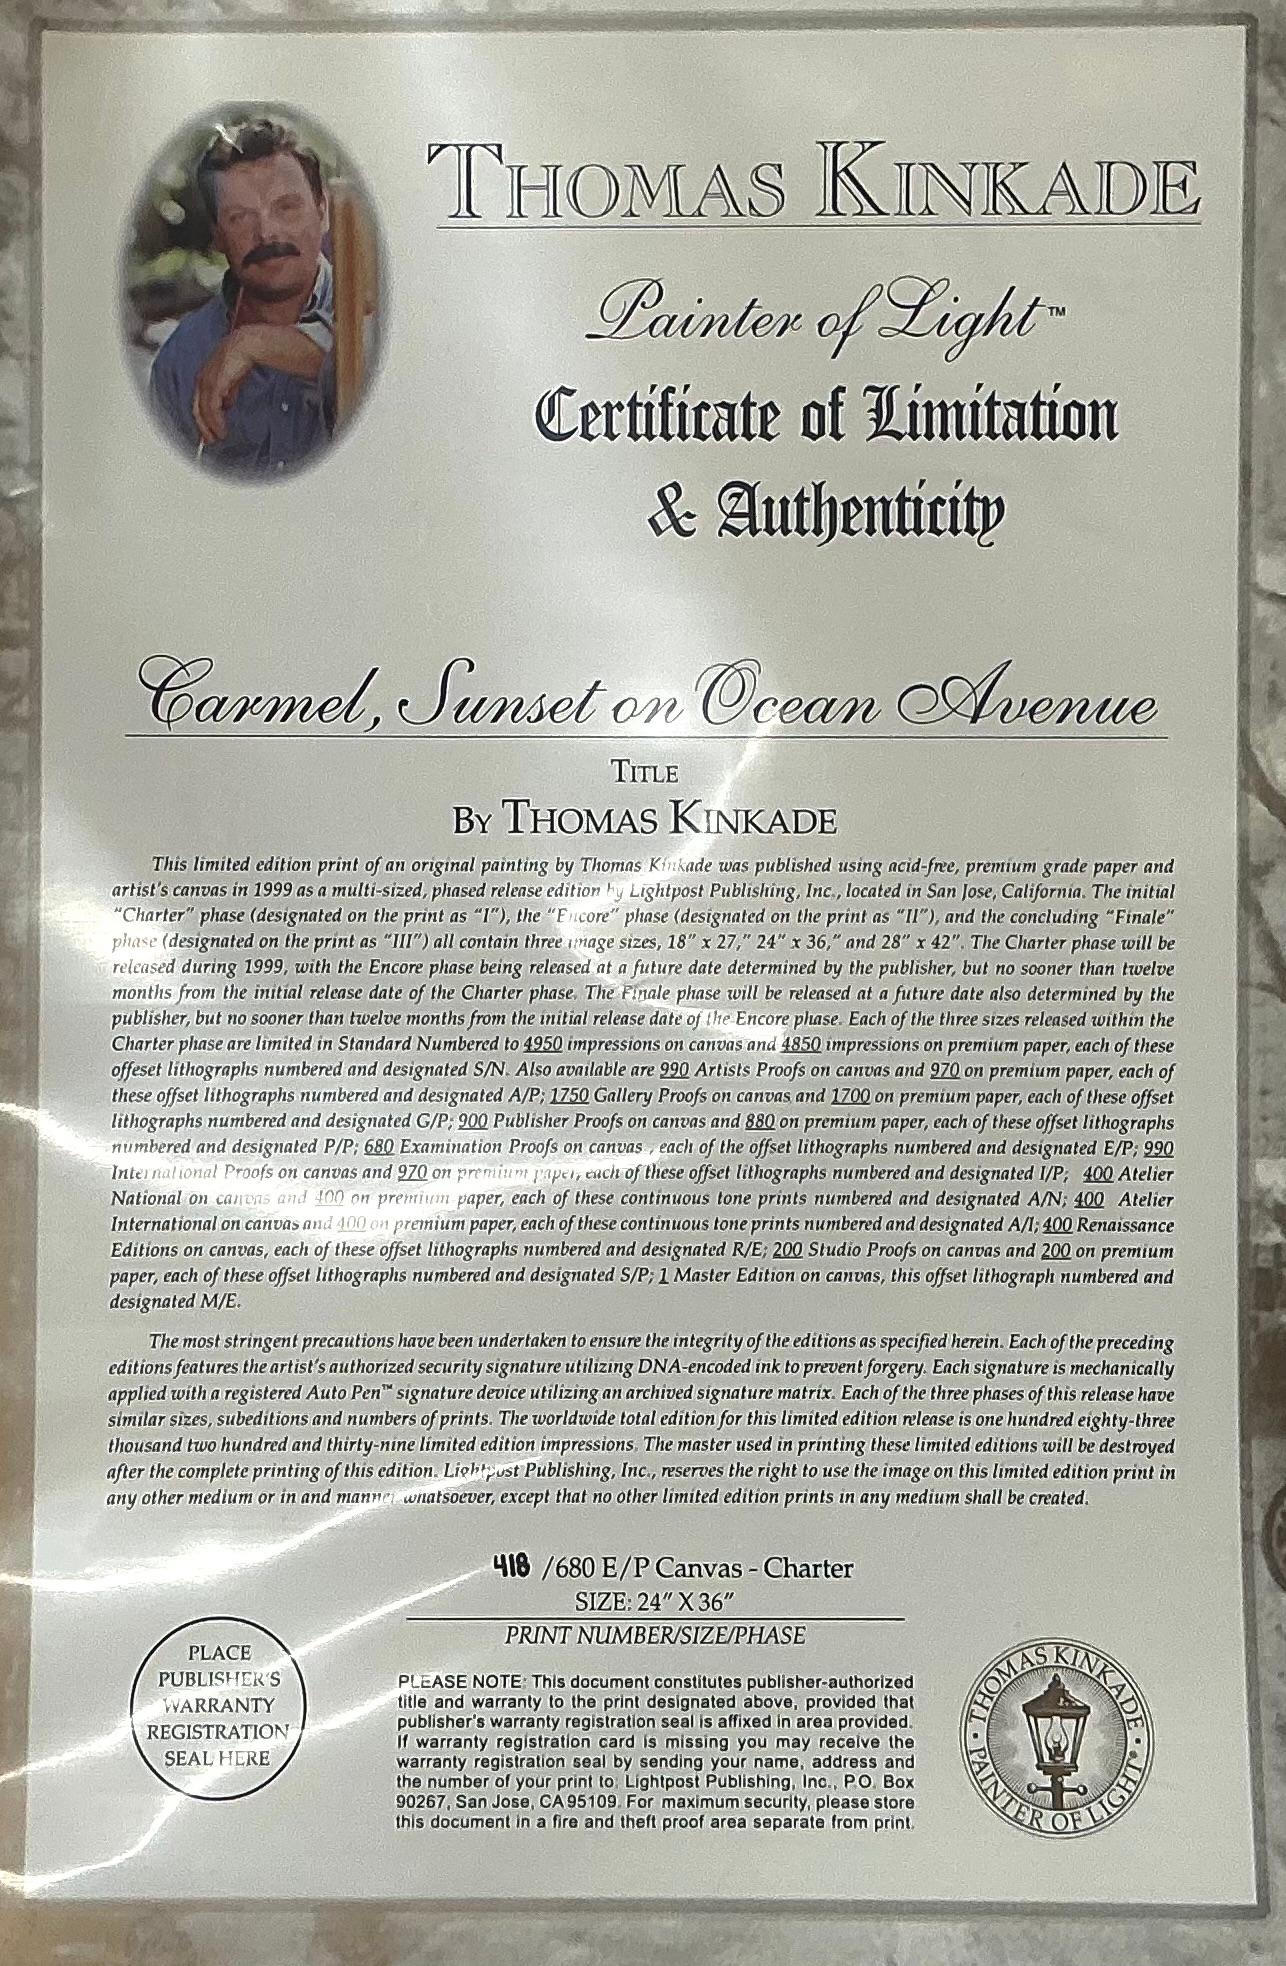 THOMAS KINKADE
Painter of Light™
Certificate of Limitation
& Authenticity
Carmel, Sunset on Ocean Avenue
TITLE
BY THOMAS KINKADE
This limited edition print of an original painting by Thomas Kinkade was published using acid-free, premium grade paper and
artist's canvas in 1999 as a multi-sized, phased release edition by Lightpost Publishing, Inc., located in San Jose, California. The initial
"Charter" phase (designated on the print as "I"), the "Encore" phase (designated on the print as "II"), and the concluding "Finale"
phase (designated on the print as "III") all contain three image sizes, 18" x 27," 24" x 36," and 28" x 42". The Charter phase will be
released during 1999, with the Encore phase being released at a future date determined by the publisher, but no sooner than twelve
months from the initial release date of the Charter phase. The Finale phase will be released at a future date also determined by the
publisher, but no sooner than twelve months from the initial release date of the Encore phase. Each of the three sizes released within the
Charter phase are limited in Standard Numbered to 4950 impressions on canvas and 4850 impressions on premium paper, each of these
offeset lithographs numbered and designated S/N. Also available are 990 Artists Proofs on canvas and 970 on premium paper, each of
these offset lithographs numbered and designated A/P; 1750 Gallery Proofs on canvas and 1700 on premium paper, each of these offset
lithographs numbered and designated G/P; 900 Publisher Proofs on canvas and 880 on premium paper, each of these offset lithographs
numbered and designated P/P; 680 Examination Proofs on canvas , each of the offset lithographs numbered and designated E/P; 990
International Proofs on canvas and 970 on premium paper, each of these offset lithographs numbered and designated I/P; 400 Atelier
National on canvas and 400 on premium paper, each of these continuous tone prints numbered and designated A/N; 400 Atelier
International on canvas and 400 on premium paper, each of these continuous tone prints numbered and designated A/I; 400 Renaissance
Editions on canvas, each of these offset lithographs numbered and designated R/E; 200 Studio Proofs on canvas and 200 on premium
paper, each of these offset lithographs numbered and designated S/P; 1 Master Edition on canvas, this offset lithograph numbered and
designated M/E.
The most stringent precautions have been undertaken to ensure the integrity of the editions as specified herein. Each of the preceding
editions features the artist's authorized security signature utilizing DNA-encoded ink to prevent forgery. Each signature is mechanically
applied with a registered Auto Pen™ signature device utilizing an archived signature matrix. Each of the three phases of this release have
similar sizes, subeditions and numbers of prints. The worldwide total edition for this limited edition release is one hundred eighty-three
thousand two hundred and thirty-nine limited edition impressions. The master used in printing these limited editions will be destroyed
after the complete printing of this edition. Lightpost Publishing, Inc., reserves the right to use the image on this limited edition print in
any other medium or in and manner whatsoever, except that no other limited edition prints in any medium shall be created.
418 /680 E/P Canvas - Charter
SIZE: 24" X 36"
PRINT NUMBER/SIZE/PHASE
PLACE
PUBLISHER'S
WARRANTY
REGISTRATION
SEAL HERE
PLEASE NOTE: This document constitutes publisher-authorized
title and warranty to the print designated above, provided that
publisher's warranty registration seal is affixed in area provided.
If warranty registration card is missing you may receive the
warranty registration seal by sending your name, address and
the number of your print to: Lightpost Publishing, Inc., P.O. Box
90267, San Jose, CA 95109. For maximum security, please store
this document in a fire and theft proof area separate from print.
THOMAS KINKADE
PAINTER OF LIGHT®